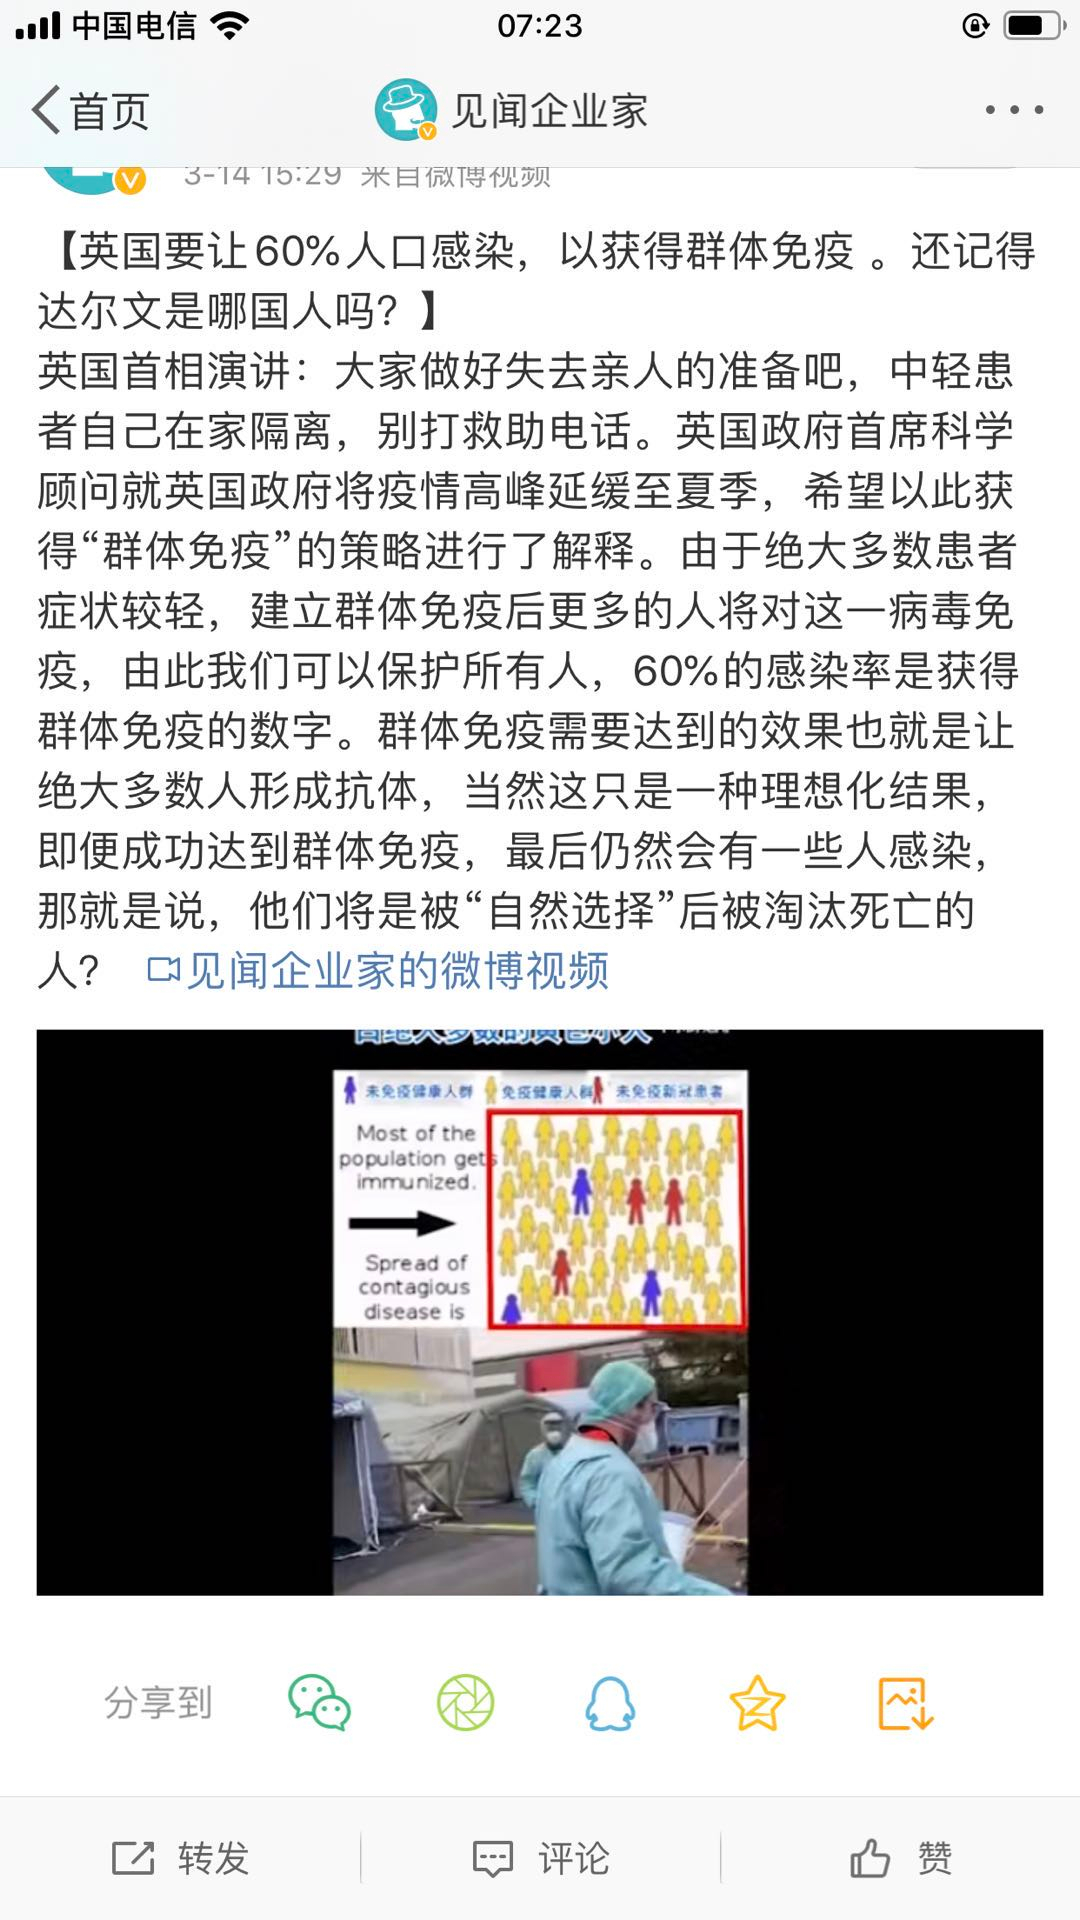 中国电信
07:23
首页
见闻企业家
3-14 15:29 来自微博视频
【英国要让60%人口感染，以获得群体免疫 。还记得
达尔文是哪国人吗？】
英国首相演讲：大家做好失去亲人的准备吧，中轻患
者自己在家隔离，别打救助电话。英国政府首席科学
顾问就英国政府将疫情高峰延缓至夏季，希望以此获
得“群体免疫”的策略进行了解释。由于绝大多数患者
症状较轻，建立群体免疫后更多的人将对这一病毒免
疫，由此我们可以保护所有人，60%的感染率是获得
群体免疫的数字。群体免疫需要达到的效果也就是让
绝大多数人形成抗体，当然这只是一种理想化结果，
即便成功达到群体免疫，最后仍然会有一些人感染，
那就是说，他们将是被“自然选择”后被淘汰死亡的
人？ 见闻企业家的微博视频
未免疫健康人群 免疫健康人群 未免疫新冠患者
Most of the
population gets
immunized.
Spread of
contagious
disease is
分享到
转发
评论
赞